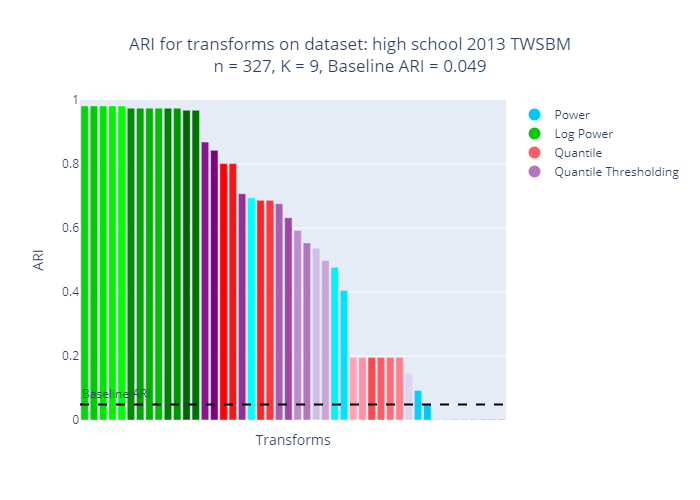 ARI for transforms on dataset: high school 2013 TWSBM
n = 327, K = 9, Baseline ARI = 0.049
1
0.8
0.6
0.4
0.2
0
ARI
Baseline ARI
Transforms
Power
Log Power
Quantile
Quantile Thresholding